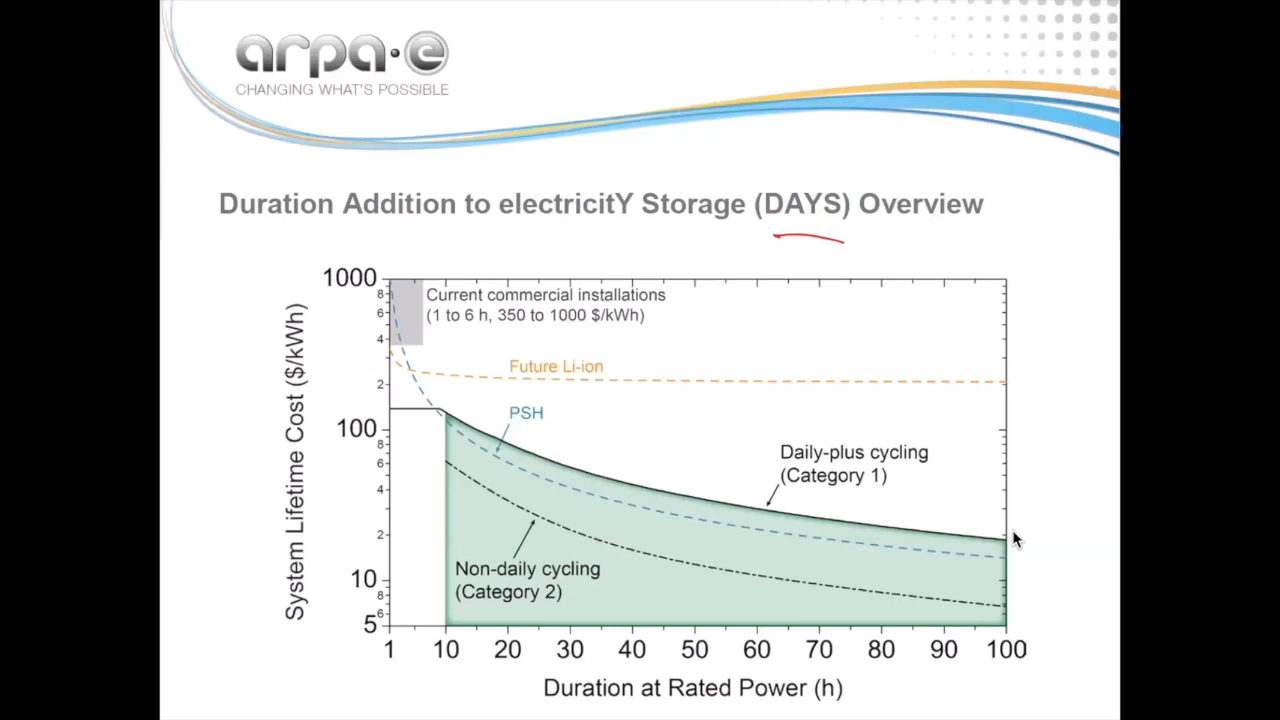 arpa·e
CHANGING WHAT'S POSSIBLE
Duration Addition to electricitY Storage (DAYS) Overview
1000
8
6
4
2
100
8
6
4
2
10
8
6
5
System Lifetime Cost ($/kWh)
Current commercial installations
(1 to 6 h, 350 to 1000 $/kWh)
Future Li-ion
PSH
Daily-plus cycling
(Category 1)
Non-daily cycling
(Category 2)
1 10 20 30 40 50 60 70 80 90 100
Duration at Rated Power (h)